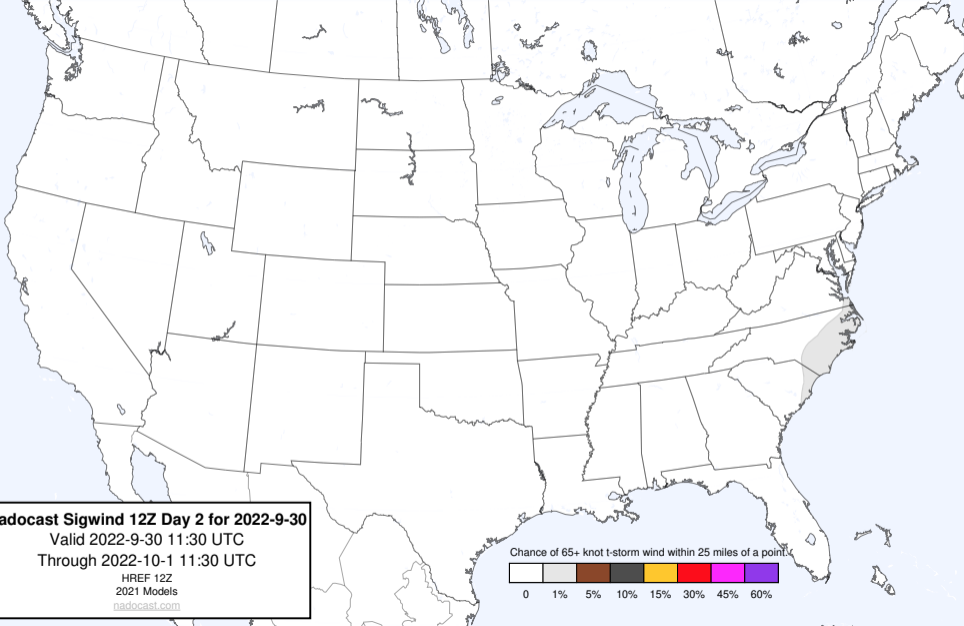 adocast Sigwind 12Z Day 2 for 2022-9-30
Valid 2022-9-30 11:30 UTC
Through 2022-10-1 11:30 UTC
HREF 12Z
2021 Models
nadocast.com
Chance of 65+ knot t-storm wind within 25 miles of a point.
0 1% 5% 10% 15% 30% 45% 60%